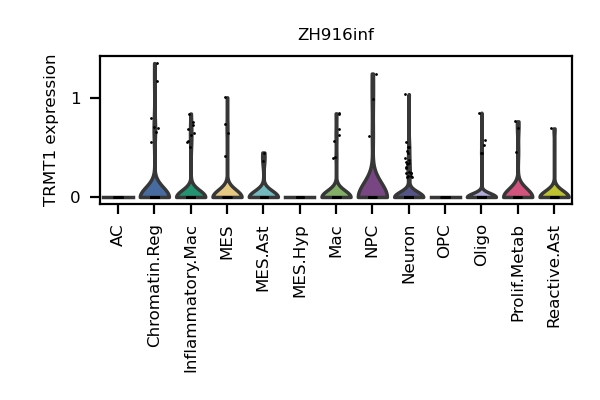 ZH916inf
TRMT1 expression
1
0
AC
Chromatin.Reg
Inflammatory.Mac
MES
MES.Ast
MES.Hyp
Mac
NPC
Neuron
OPC
Oligo
Prolif.Metab
Reactive.Ast